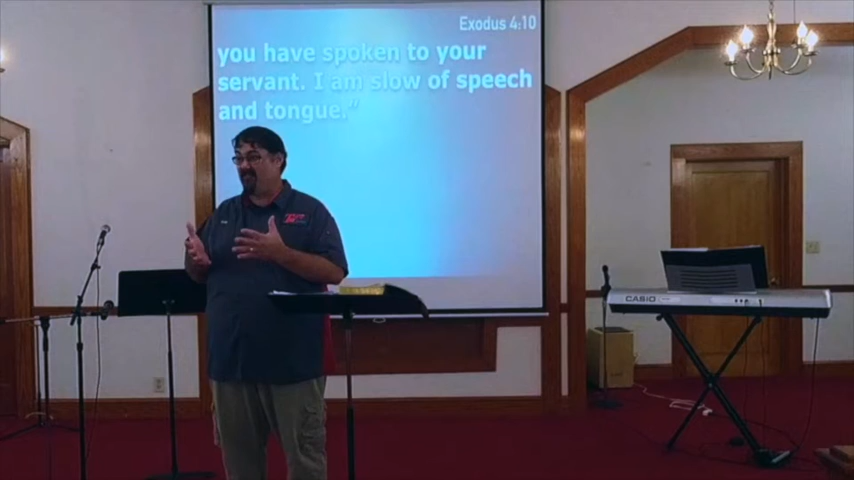 Exodus 4:10
you have spoken to your
servant. I am slow of speech
and tongue.”
CASIO